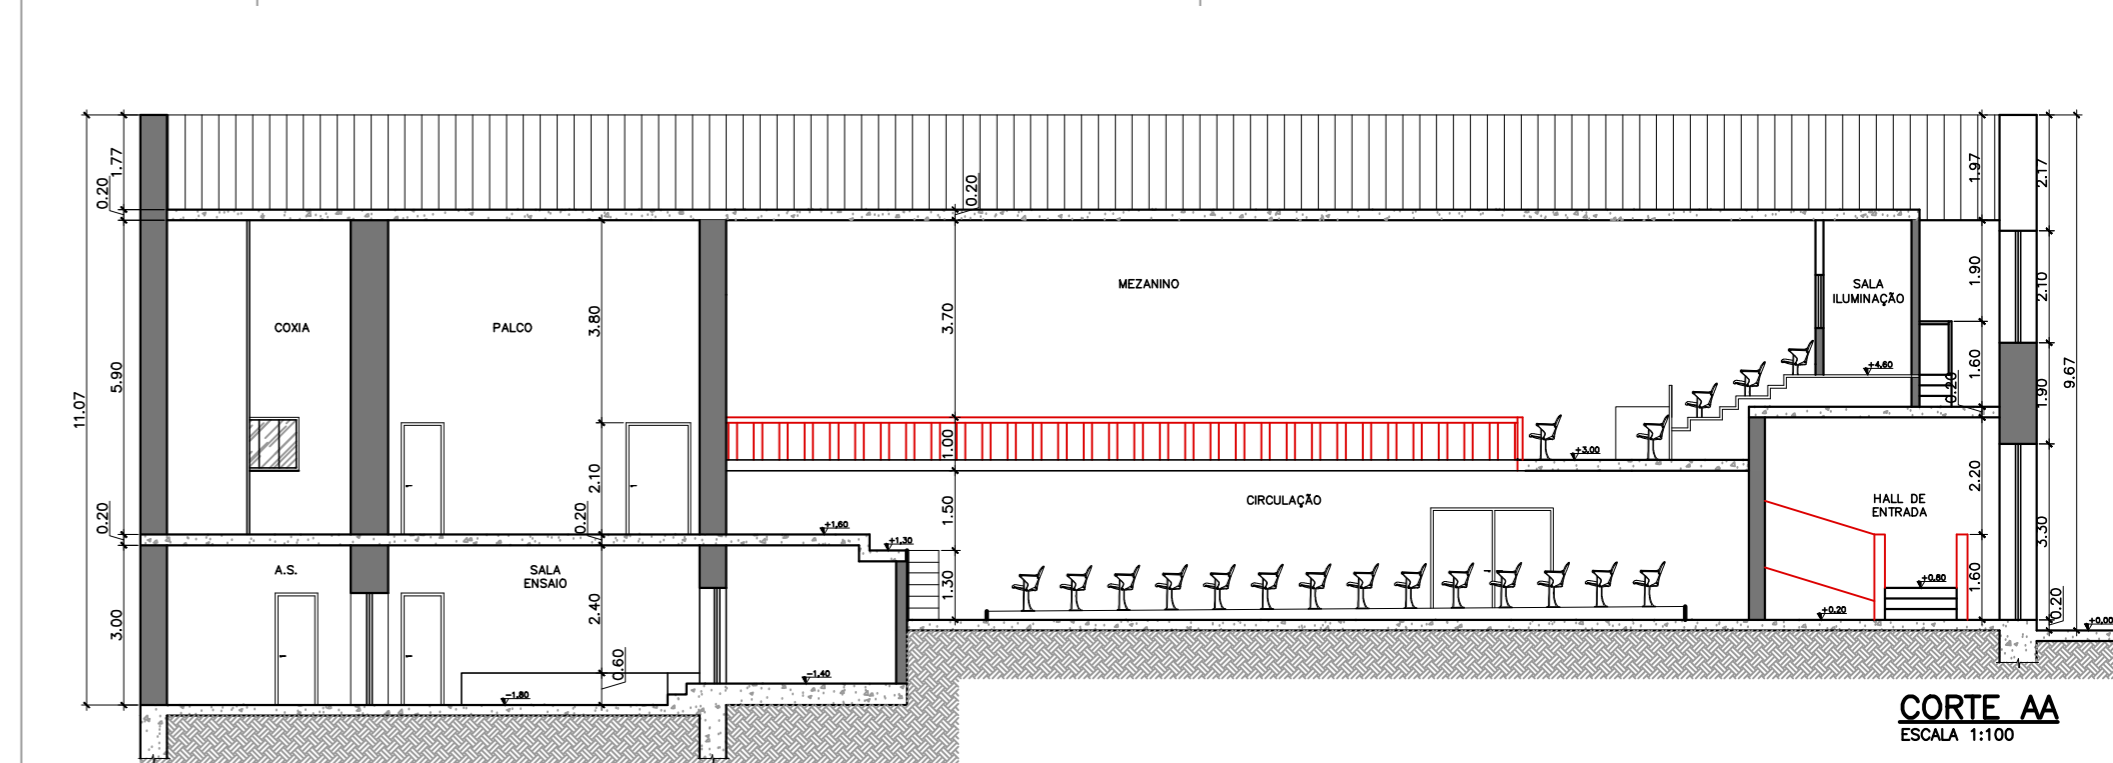 1.77
0.20
5.90
11.07
0.20
3.00
COXIA
PALCO
3.80
2.10
0.20
A.S.
SALA
ENSAIO
2.40
0.60
-1.80
-1.40
+1.60
+1.30
0.20
3.70
1.00
1.50
1.30
MEZANINO
CIRCULAÇÃO
+3.00
SALA
ILUMINAÇÃO
+4.60
HALL DE
ENTRADA
+0.80
+0.20
1.97
1.90
1.60
0.20
2.20
1.60
2.17
2.10
1.90
3.30
0.20
9.67
+0.00
CORTE AA
ESCALA 1:100